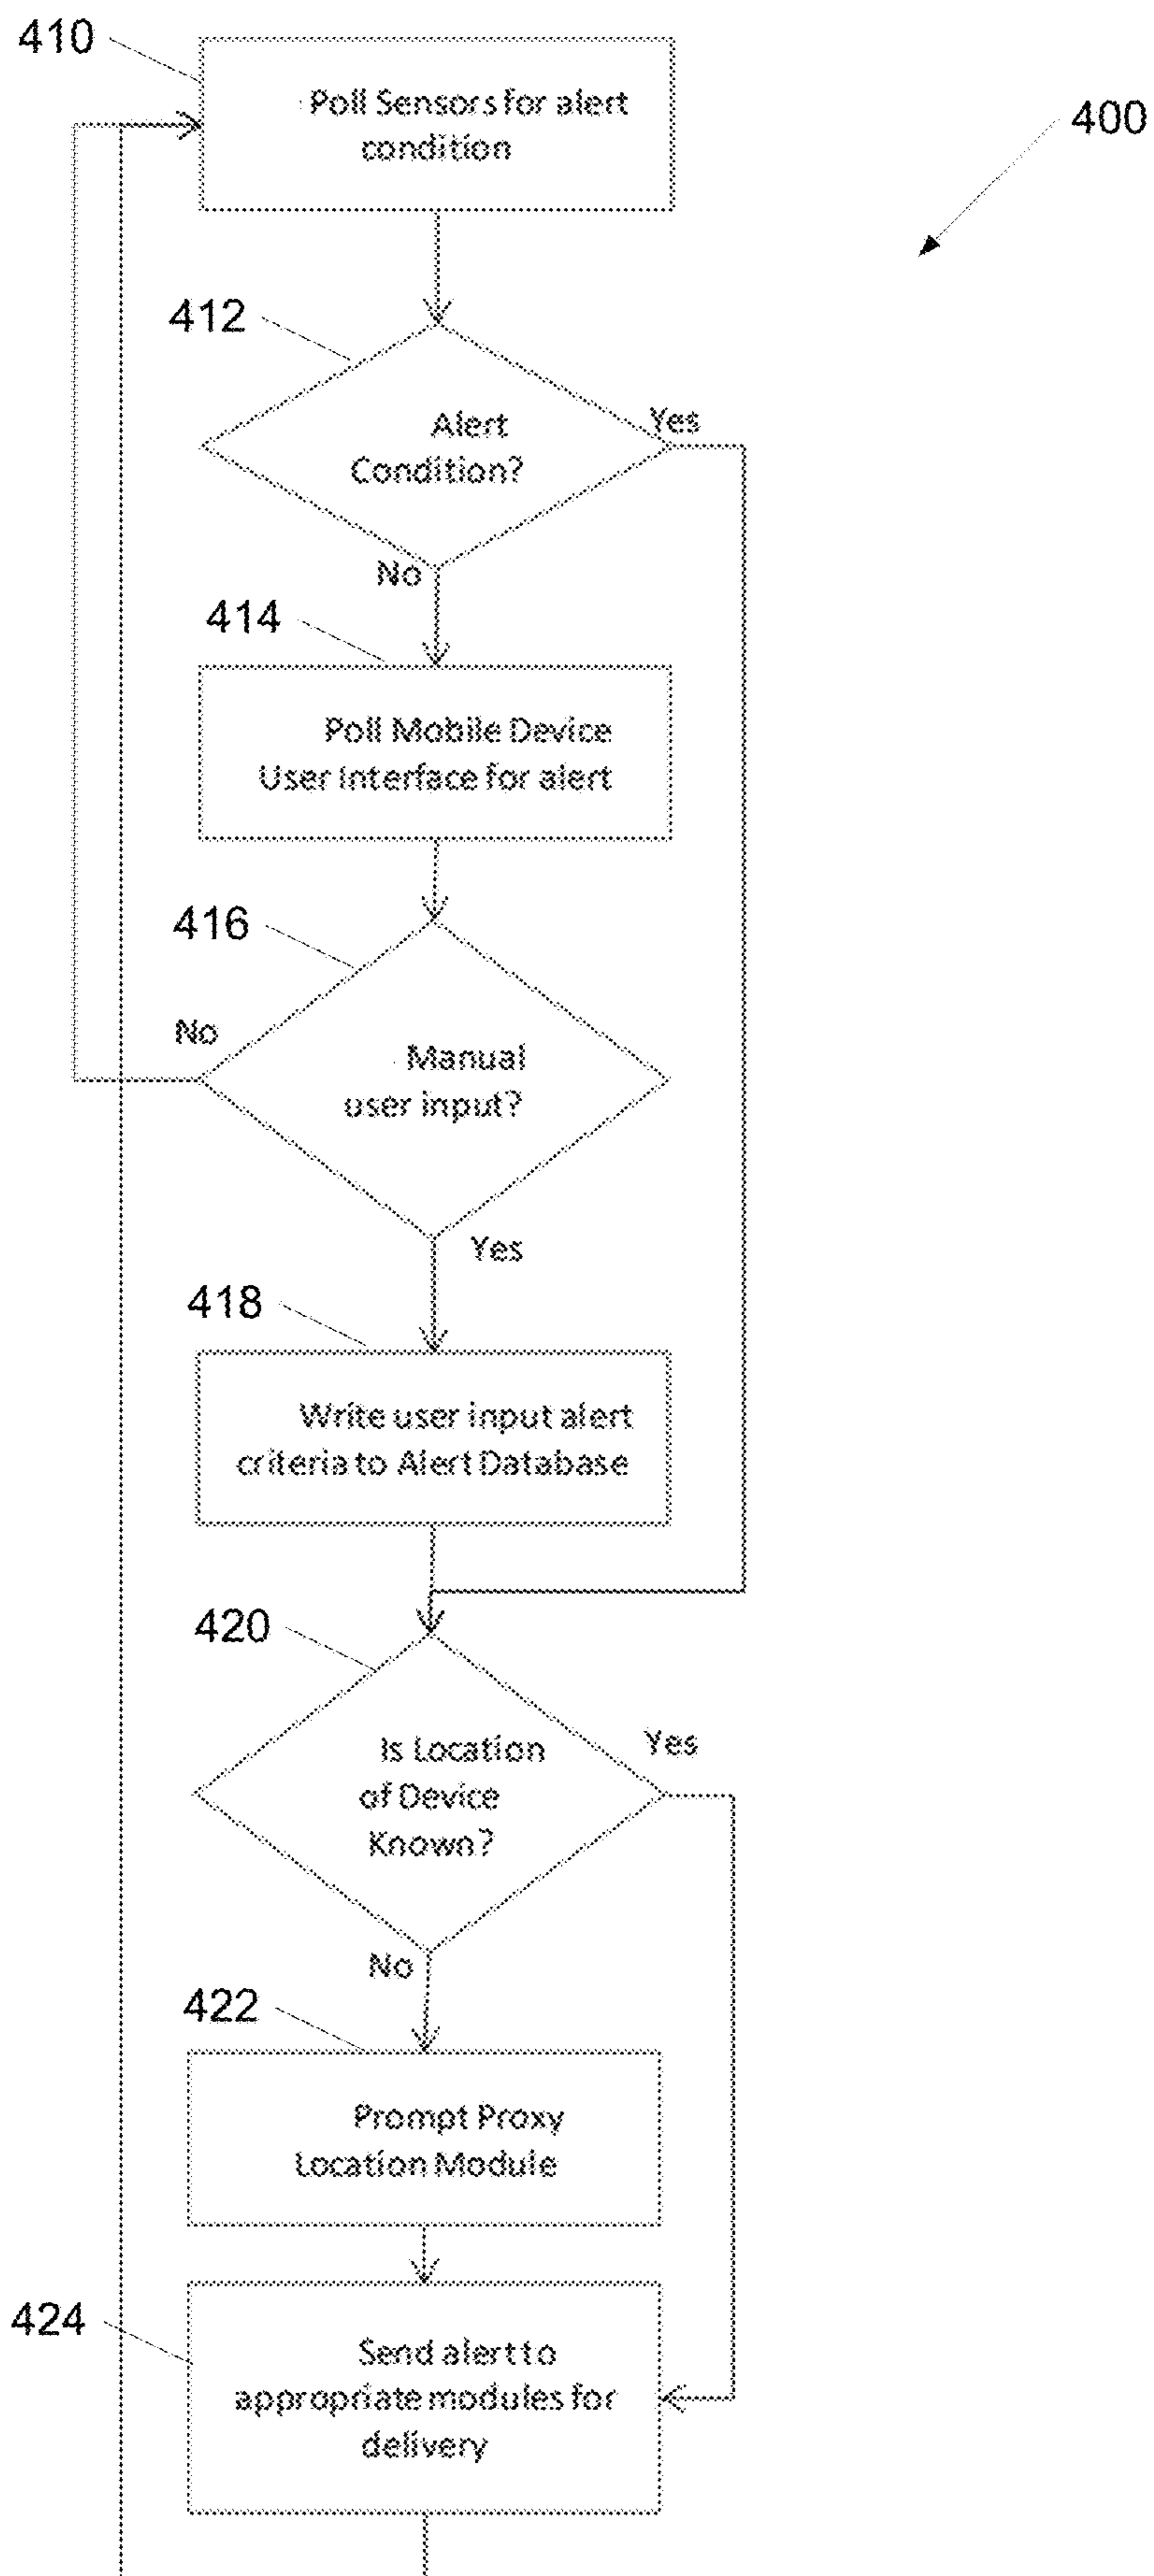 410
Poll Sensors for alert
condition
400
412
Alert
Condition?
Yes
No
414
Poll Mobile Device
User Interface for alert
416
No
Manual
user input?
Yes
418
Write user input alert
criteria to Alert Database
420
Is Location
of Device
Known?
Yes
No
422
Prompt Proxy
Location Module
424
Send alert to
appropriate modules for
delivery